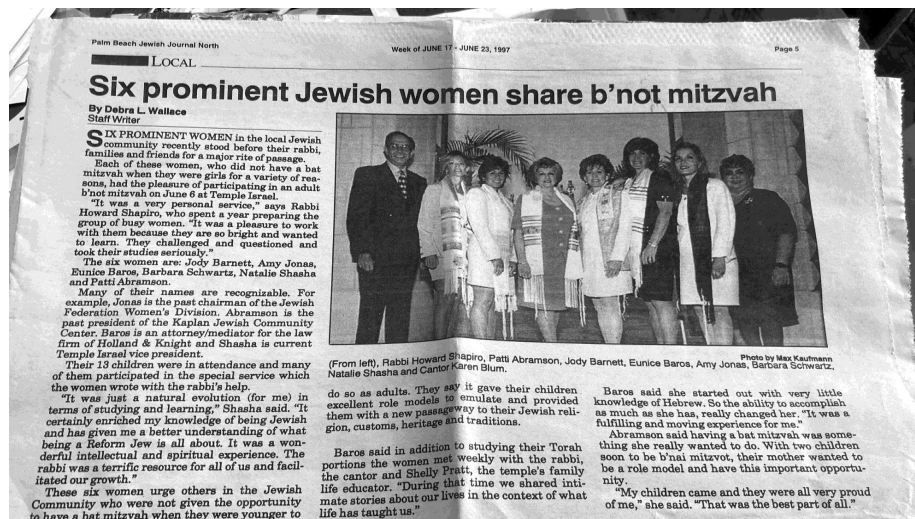 Palm Beach Jewish Journal North
Week of JUNE 17 - JUNE 23, 1997
Page 5
LOCAL
Six prominent Jewish women share b'not mitzvah
By Debra L. Wallace
Staff Writer
SIX PROMINENT WOMEN in the local Jewish
community recently stood before their rabbi,
families and friends for a major rite of passage.
Each of these women, who did not have a bat
mitzvah when they were girls for a variety of rea-
sons, had the pleasure of participating in an adult
b'not mitzvah on June 6 at Temple Israel.
"It was a very personal service," says Rabbi
Howard Shapiro, who spent a year preparing the
group of busy women. "It was a pleasure to work
with them because they are so bright and wanted
to learn. They challenged and questioned and
took their studies seriously."
The six women are: Jody Barnett, Amy Jonas,
Eunice Baros, Barbara Schwartz, Natalie Shasha
and Patti Abramson.
Many of their names are recognizable. For
example, Jonas is the past chairman of the Jewish
Federation Women's Division. Abramson is the
past president of the Kaplan Jewish Community
Center. Baros is an attorney/mediator for the law
firm of Holland & Knight and Shasha is current
Temple Israel vice president.
Their 13 children were in attendance and many
of them participated in the special service which
the women wrote with the rabbi's help.
"It was just a natural evolution (for me) in
terms of studying and learning," Shasha said. "It
certainly enriched my knowledge of being Jewish
and has given me a better understanding of what
being a Reform Jew is all about. It was a won-
derful intellectual and spiritual experience. The
rabbi was a terrific resource for all of us and facil-
itated our growth."
These six women urge others in the Jewish
Community who were not given the opportunity
to have a bat mitzvah when they were younger to
Photo by Max Kaufmann
(From left), Rabbi Howard Shapiro, Patti Abramson, Jody Barnett, Eunice Baros, Amy Jonas, Barbara Schwartz,
Natalie Shasha and Cantor Karen Blum.
do so as adults. They say it gave their children
excellent role models to emulate and provided
them with a new passageway to their Jewish reli-
gion, customs, heritage and traditions.
Baros said in addition to studying their Torah
portions the women met weekly with the rabbi,
the cantor and Shelly Pratt, the temple's family
life educator. "During that time we shared inti-
mate stories about our lives in the context of what
life has taught us."
Baros said she started out with very little
knowledge of Hebrew. So the ability to accomplish
as much as she has, really changed her. "It was a
fulfilling and moving experience for me."
Abramson said having a bat mitzvah was some-
thing she really wanted to do. With two children
soon to be b'nai mitzvot, their mother wanted to
be a role model and have this important opportu-
nity.
"My children came and they were all very proud
of me," she said. "That was the best part of all."